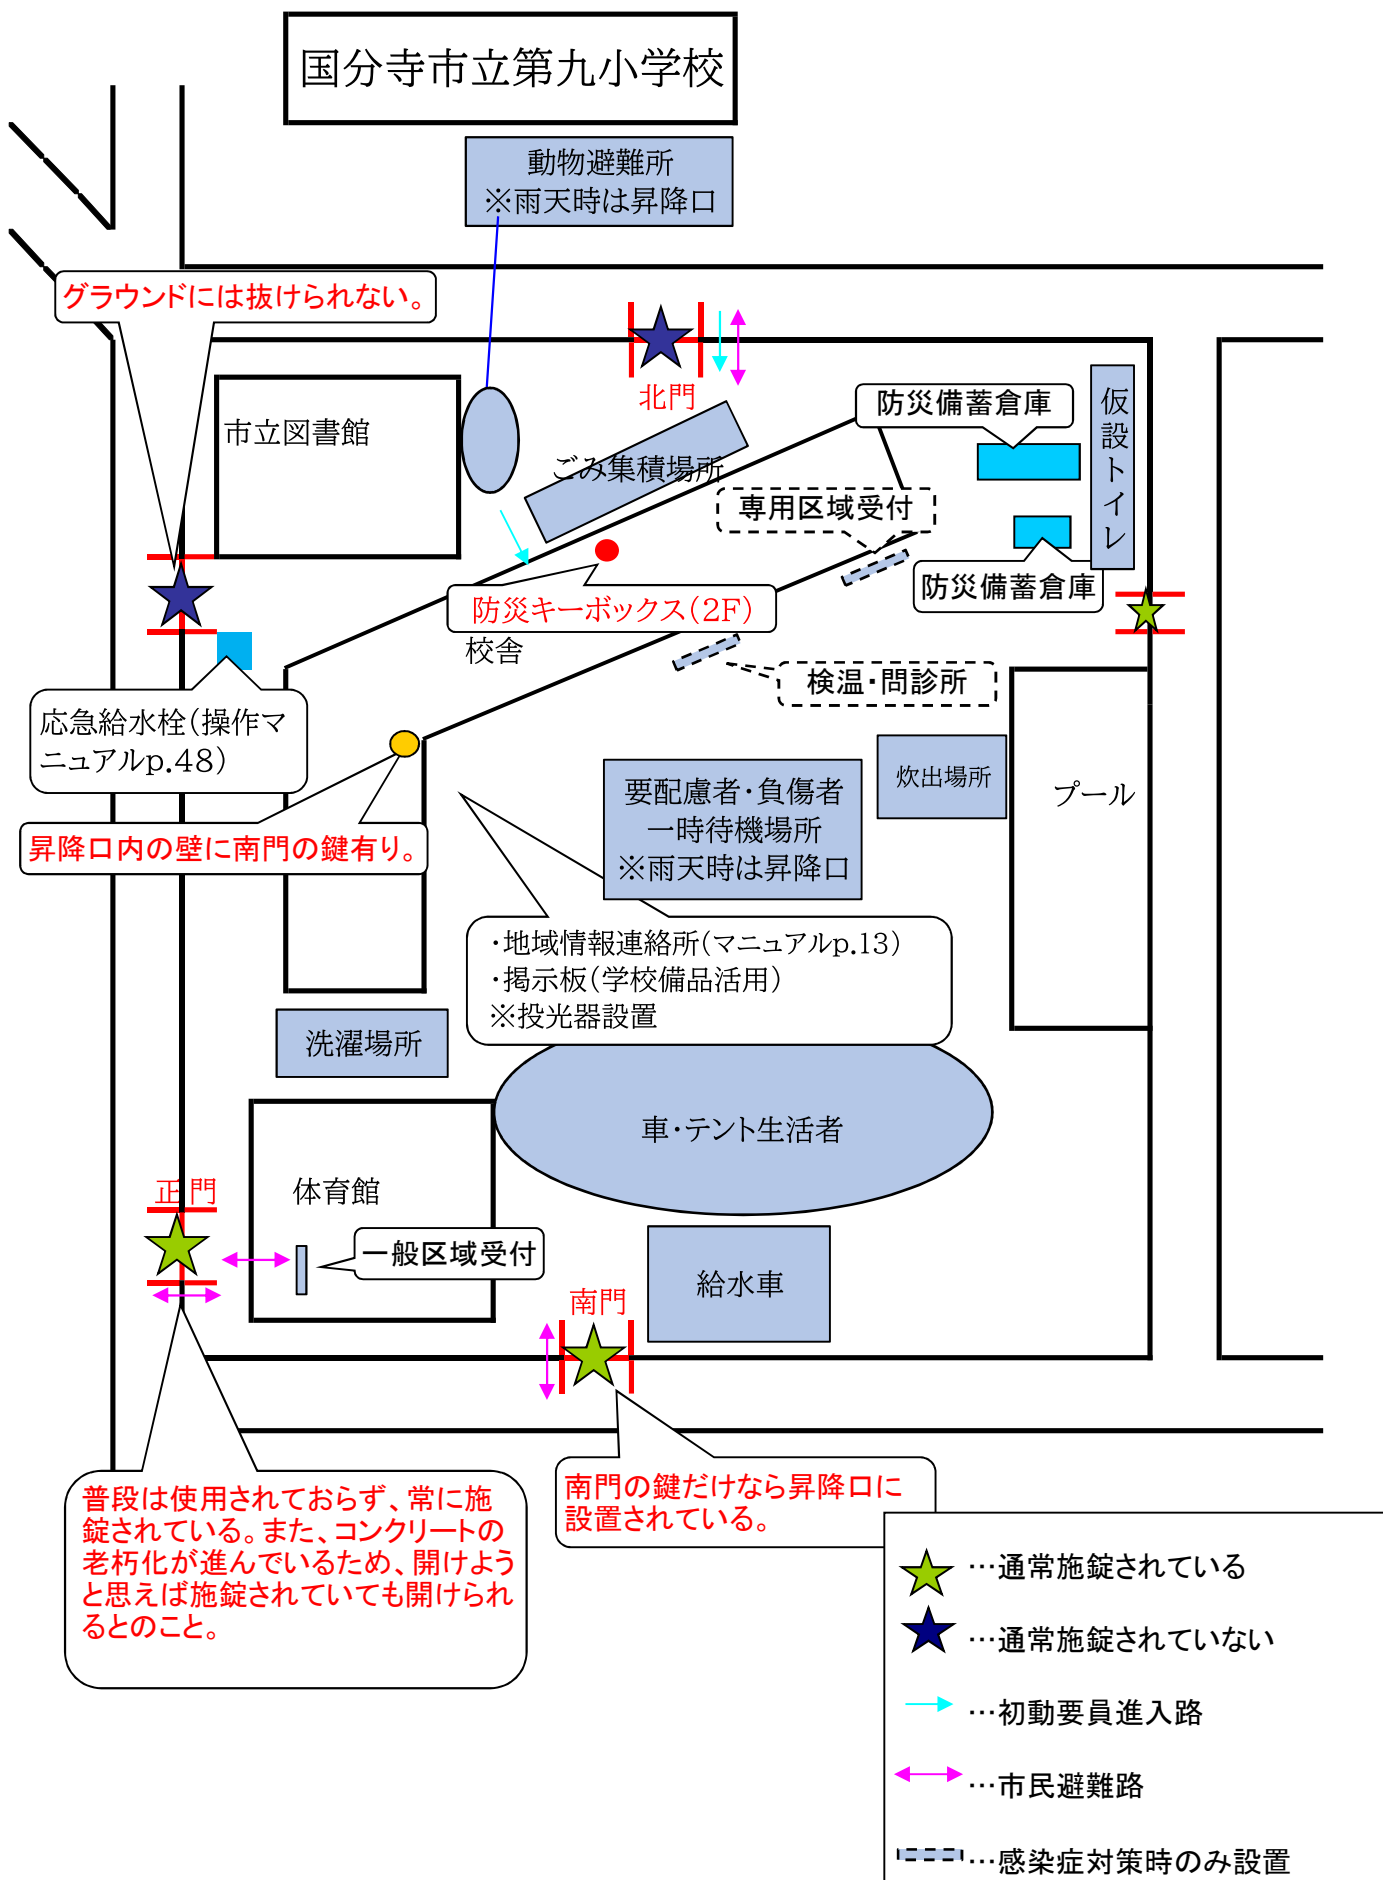 国分寺市立第九小学校
動物避難所
※雨天時は昇降口
グラウンドには抜けられない。
北門
市立図書館
防災備蓄倉庫
仮設トイレ
ごみ集積場所
専用区域受付
防災備蓄倉庫
防災キーボックス（2F）
校舎
検温・問診所
応急給水栓（操作マ
ニュアルp.48）
要配慮者・負傷者
一時待機場所
※雨天時は昇降口
炊出場所
プール
昇降口内の壁に南門の鍵有り。
・地域情報連絡所（マニュアルp.13）
・掲示板（学校備品活用）
※投光器設置
洗濯場所
車・テント生活者
正門
体育館
一般区域受付
給水車
南門
普段は使用されておらず、常に施
錠されている。また、コンクリートの
老朽化が進んでいるため、開けよう
と思えば施錠されていても開けられ
るとのこと。
南門の鍵だけなら昇降口に
設置されている。
…通常施錠されている
…通常施錠されていない
…初動要員進入路
…市民避難路
…感染症対策時のみ設置